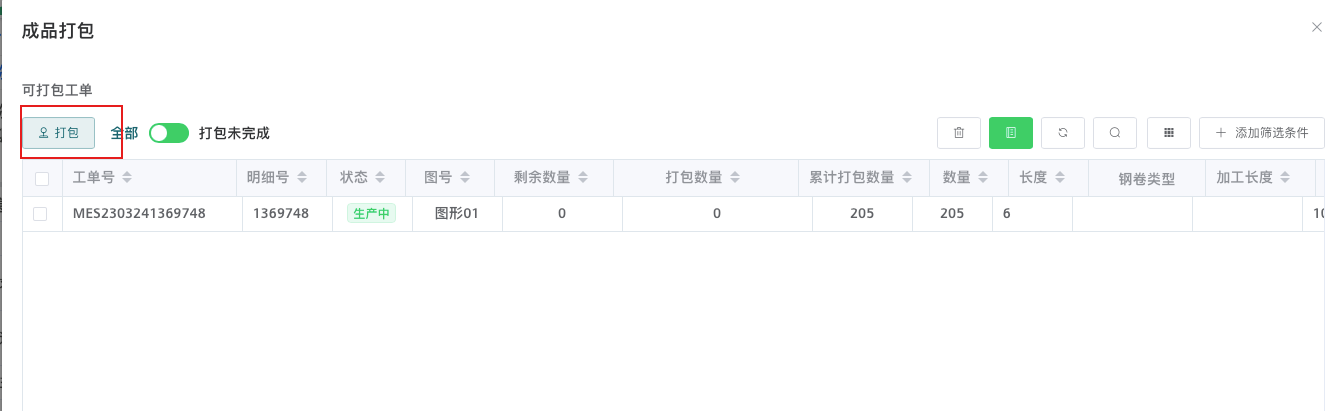 成品打包
可打包工单
打包 全部 打包未完成 添加筛选条件
工单号 明细号 状态 图号 剩余数量 打包数量 累计打包数量 数量 长度 钢卷类型 加工长度
MES2303241369748 1369748 生产中 图形01 0 0 205 205 6